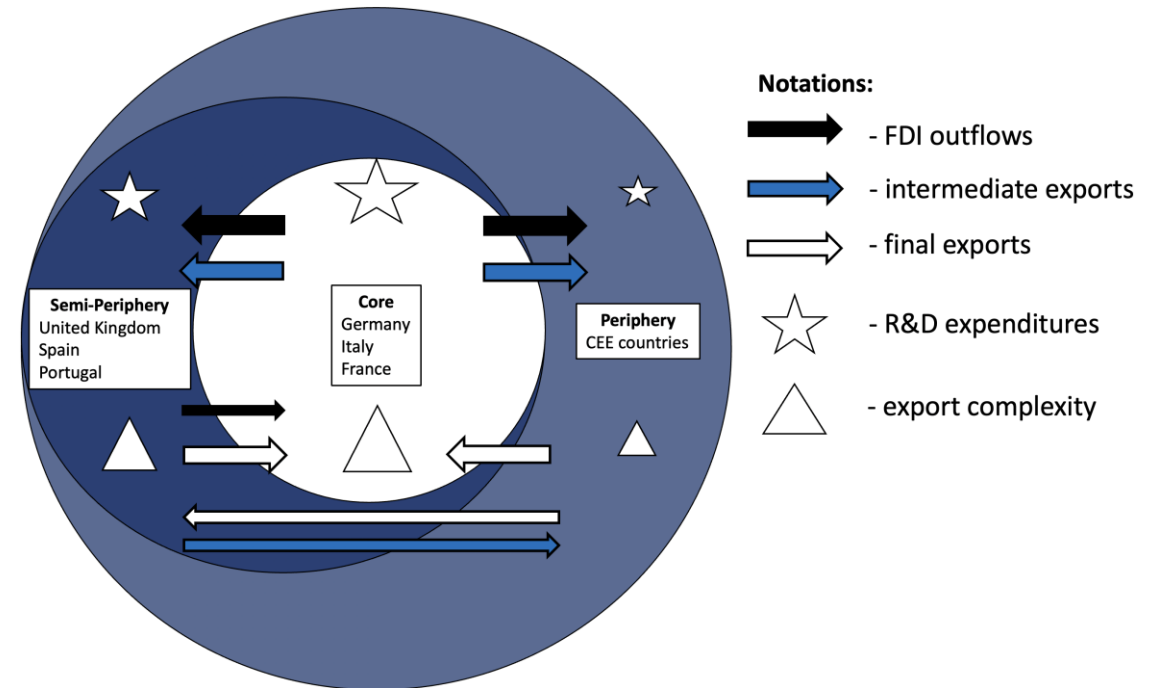 Notations:
- FDI outflows
- intermediate exports
- final exports
- R&D expenditures
- export complexity
Semi-Periphery
United Kingdom
Spain
Portugal
Core
Germany
Italy
France
Periphery
CEE countries